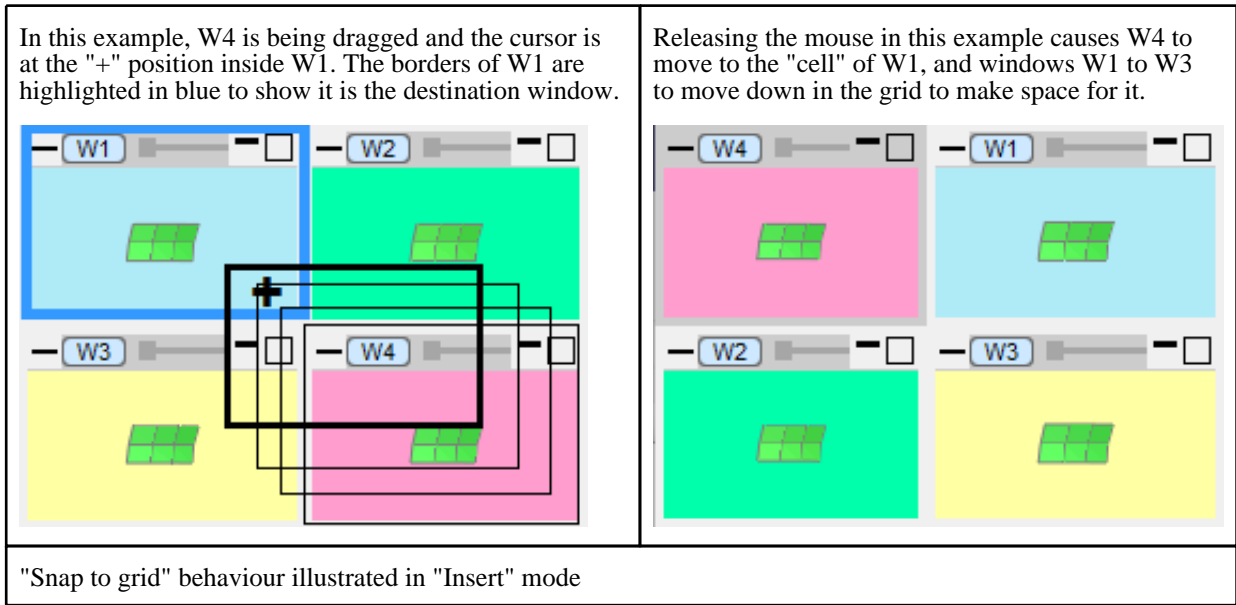 In this example, W4 is being dragged and the cursor is
at the "+" position inside W1. The borders of W1 are
highlighted in blue to show it is the destination window.
W1
W2
W3
W4
Releasing the mouse in this example causes W4 to
move to the "cell" of W1, and windows W1 to W3
to move down in the grid to make space for it.
W4
W1
W2
W3
"Snap to grid" behaviour illustrated in "Insert" mode